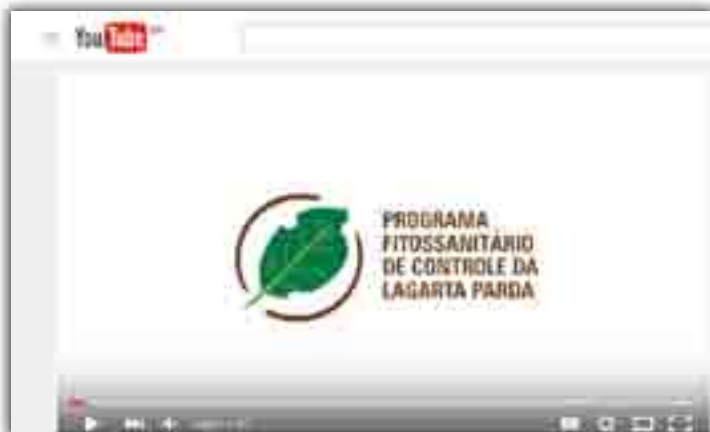 YouTube
PROGRAMA
FITOSSANITÁRIO
DE CONTROLE DA
LAGARTA PARDA